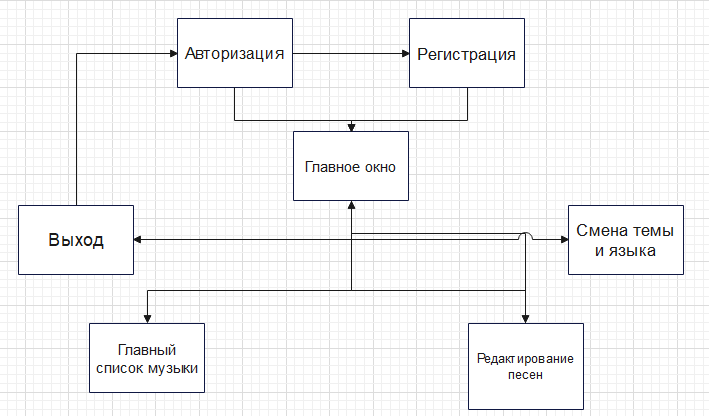 Авторизация
Регистрация
Главное окно
Выход
Смена темы
и языка
Главный
список музыки
Редактирование
песен